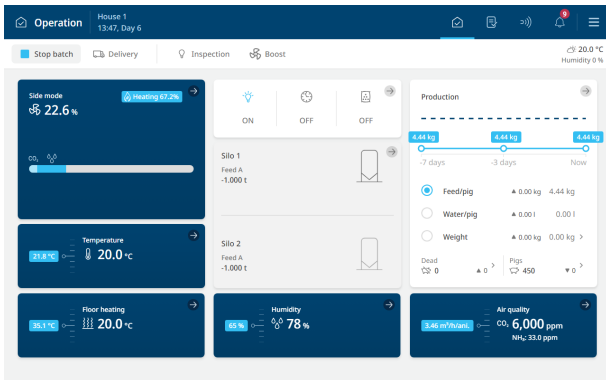 Operation
House 1
13:47, Day 6
9
Stop batch
Delivery
Inspection
Boost
20.0 °C
Humidity 0 %
Side mode
22.6 %
Heating 67.2%
CO₂
ON
OFF
OFF
Silo 1
Feed A
-1.000 t
Silo 2
Feed A
-1.000 t
Production
4.44 kg
4.44 kg
4.44 kg
-7 days
-3 days
Now
Feed/pig ▲ 0.00 kg 4.44 kg
Water/pig ▲ 0.00 l 0.00 l
Weight ▲ 0.00 kg 0.00 kg >
Dead
0 ▲ 0 >
Pigs
450 ▼ 0 >
Temperature
21.8 °C
20.0 °C
Floor heating
35.1 °C
20.0 °C
Humidity
65 %
78 %
Air quality
3.46 m³/h/ani.
CO₂ 6,000 ppm
NH₃: 33.0 ppm